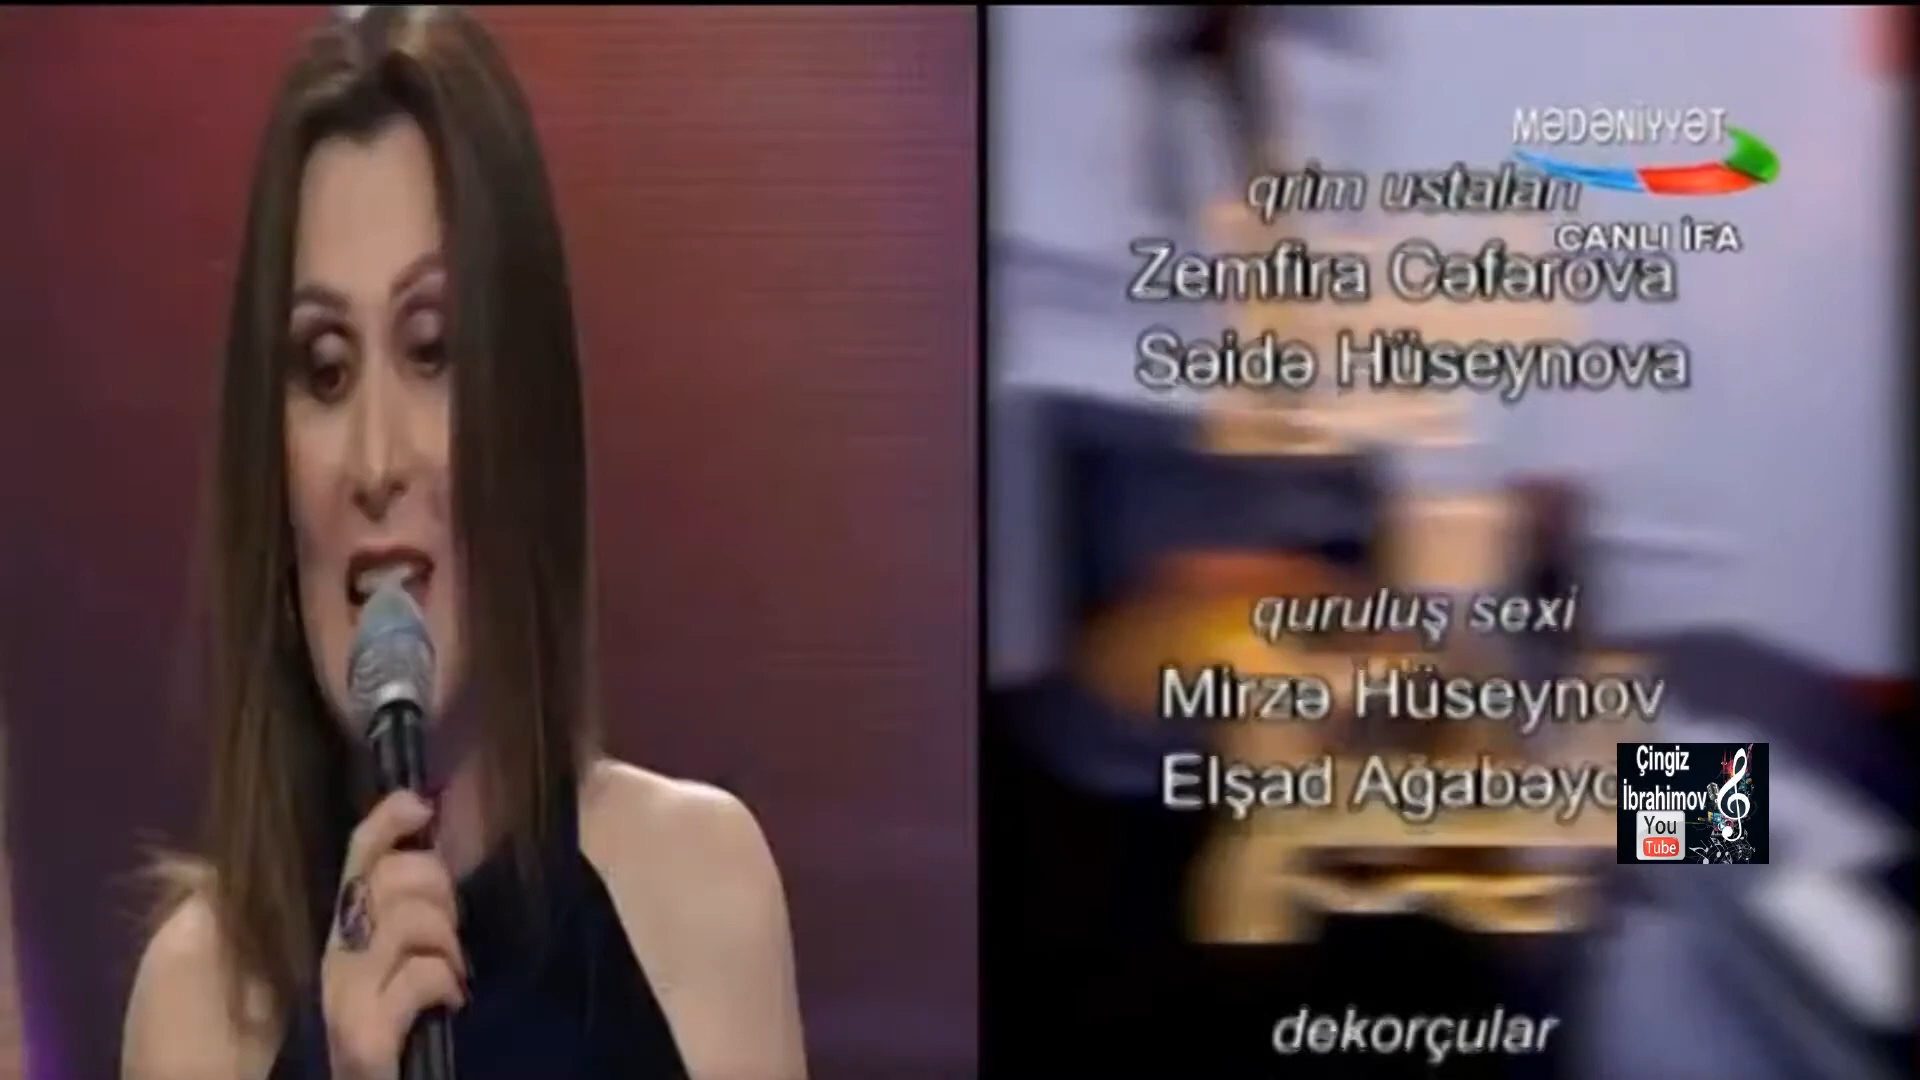 MƏDƏNİYYƏT
qrim ustaları
CANLI İFA
Zemfira Cəfərova
Səidə Hüseynova
quruluş sexi
Mirzə Hüseynov
Elşad
Çingiz
İbrahimov
You
Tube
dekorçular